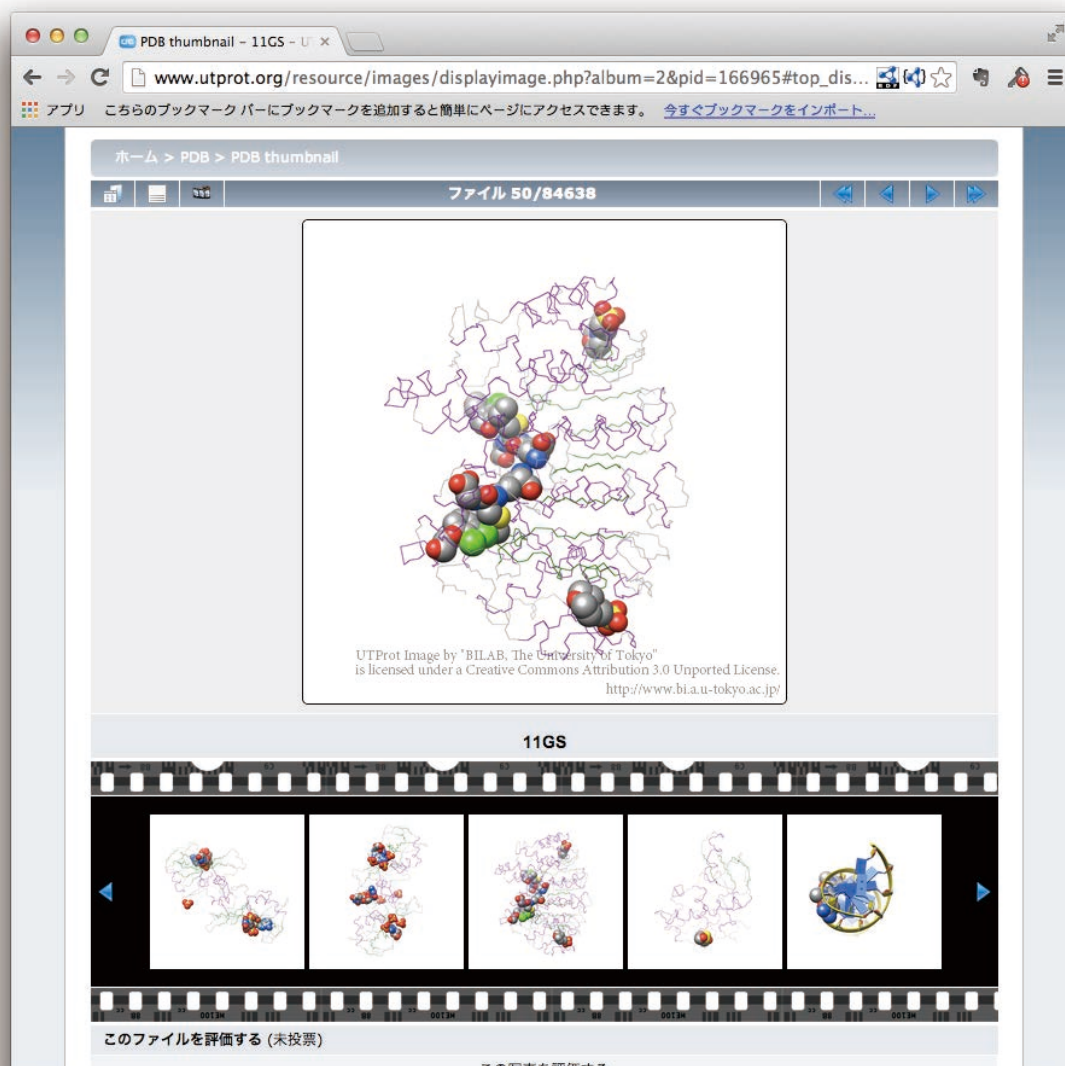 PDB thumbnail - 11GS - U
www.utprot.org/resource/images/displayimage.php?album=2&pid=166965#top_dis...
アプリ こちらのブックマーク バーにブックマークを追加すると簡単にページにアクセスできます。 今すぐブックマークをインポート...
ホーム > PDB > PDB thumbnail
ファイル 50/84638
UTProt Image by "BILAB, The University of Tokyo"
is licensed under a Creative Commons Attribution 3.0 Unported License.
http://www.bi.a.u-tokyo.ac.jp/
11GS
このファイルを評価する (未投票)